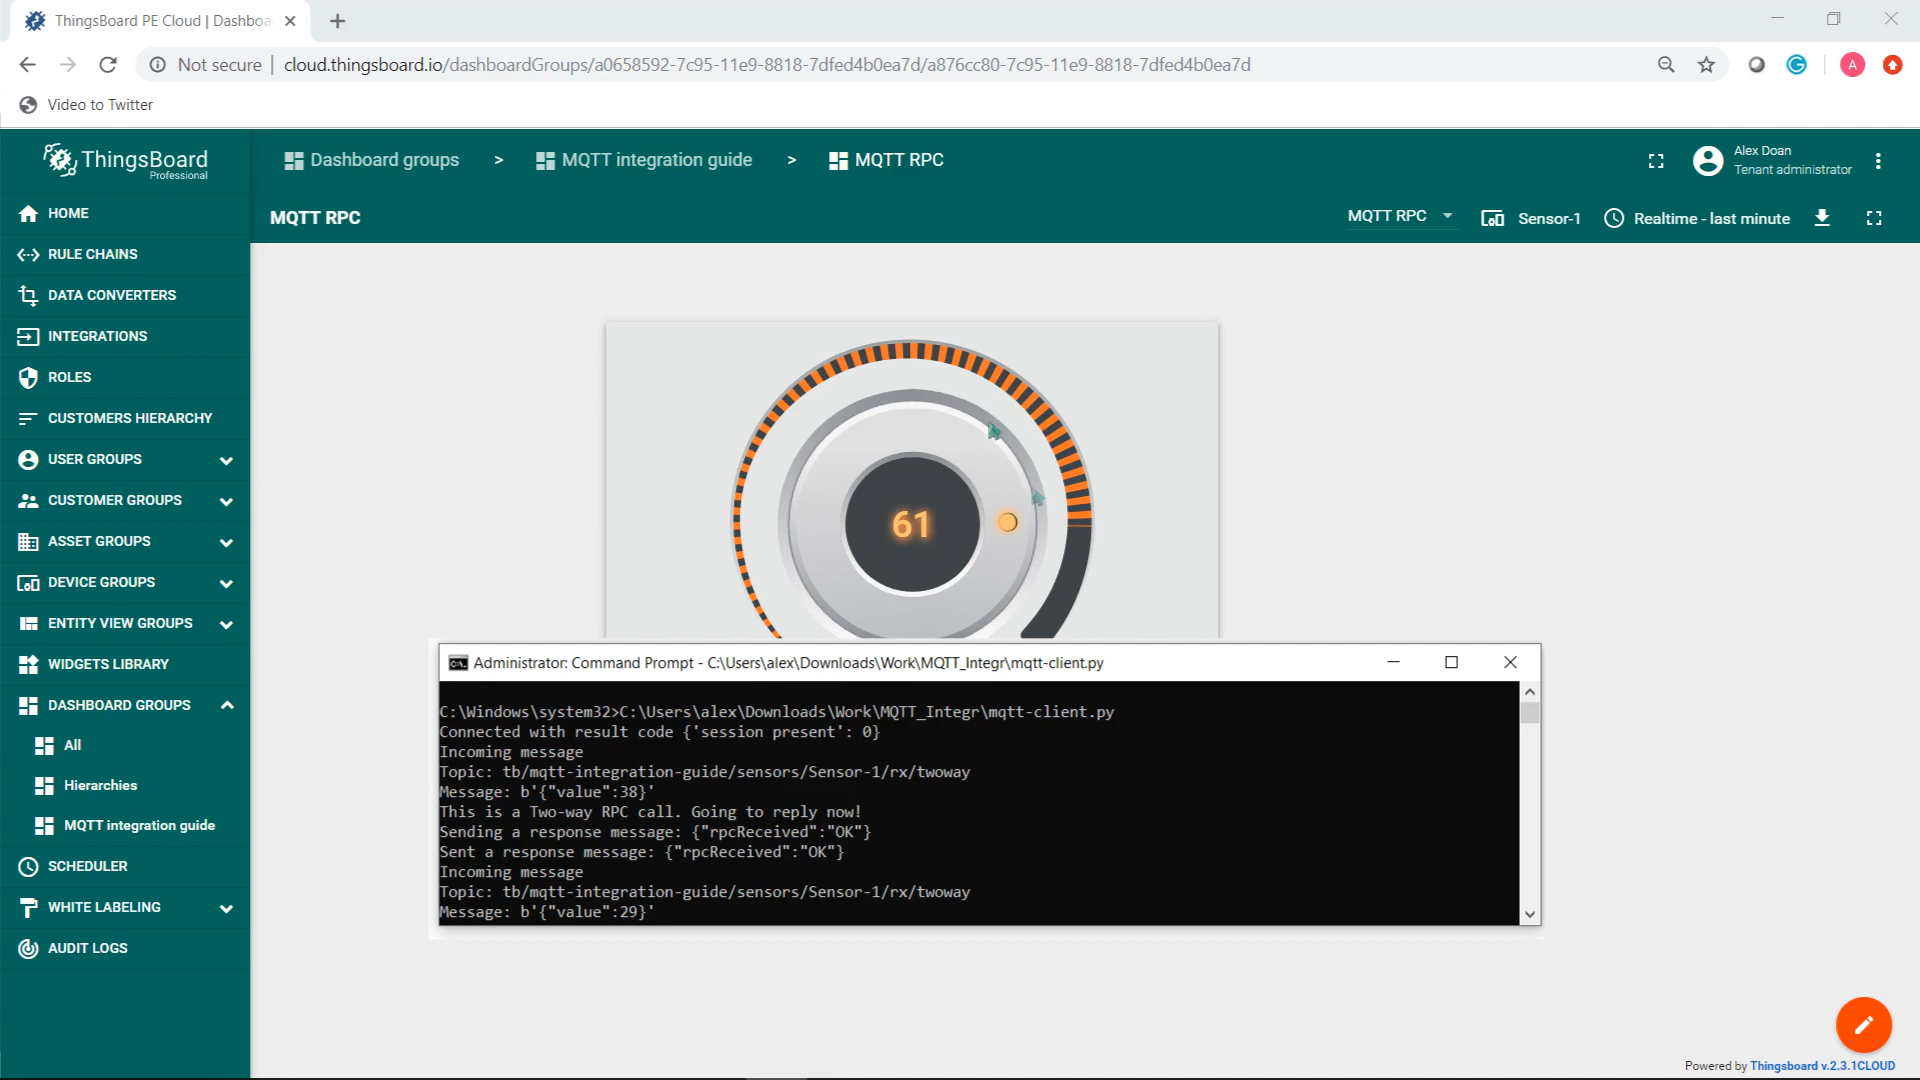 ThingsBoard PE Cloud | Dashboa
Not secure | cloud.thingsboard.io/dashboardGroups/a0658592-7c95-11e9-8818-7dfed4b0ea7d/a876cc80-7c95-11e9-8818-7dfed4b0ea7d
A
Video to Twitter
ThingsBoard
Professional
Dashboard groups > MQTT integration guide > MQTT RPC
Alex Doan
Tenant administrator
MQTT RPC
MQTT RPC
Sensor-1
Realtime - last minute
HOME
RULE CHAINS
DATA CONVERTERS
INTEGRATIONS
ROLES
CUSTOMERS HIERARCHY
USER GROUPS
CUSTOMER GROUPS
ASSET GROUPS
DEVICE GROUPS
ENTITY VIEW GROUPS
WIDGETS LIBRARY
DASHBOARD GROUPS
All
Hierarchies
MQTT integration guide
SCHEDULER
WHITE LABELING
AUDIT LOGS
61
Administrator: Command Prompt - C:\Users\alex\Downloads\Work\MQTT_Integr\mqtt-client.py
C:\Windows\system32>C:\Users\alex\Downloads\Work\MQTT_Integr\mqtt-client.py
Connected with result code {'session present': 0}
Incoming message
Topic: tb/mqtt-integration-guide/sensors/Sensor-1/rx/twoway
Message: b'{"value":38}'
This is a Two-way RPC call. Going to reply now!
Sending a response message: {"rpcReceived":"OK"}
Sent a response message: {"rpcReceived":"OK"}
Incoming message
Topic: tb/mqtt-integration-guide/sensors/Sensor-1/rx/twoway
Message: b'{"value":29}'
Powered by Thingsboard v.2.3.1CLOUD